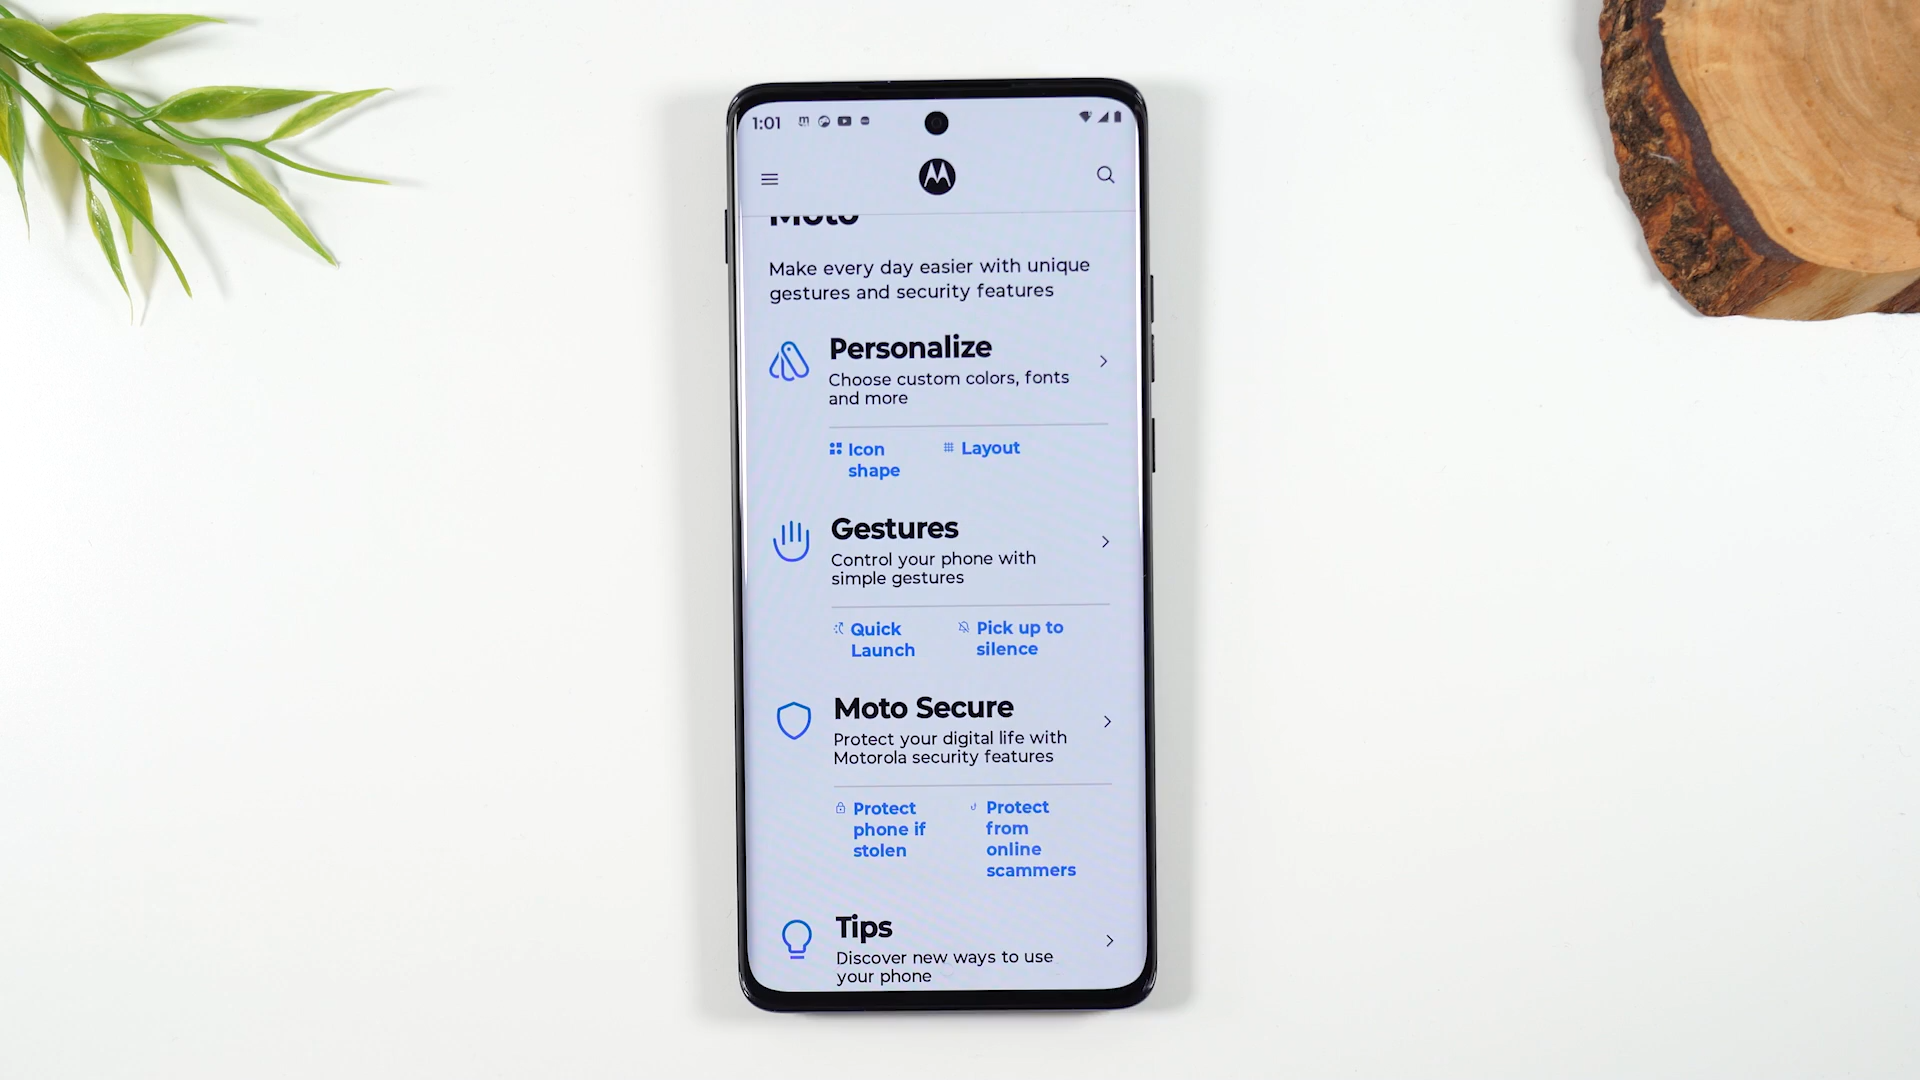 1:01
Moto
Make every day easier with unique
gestures and security features
Personalize
Choose custom colors, fonts
and more
Icon
shape
Layout
Gestures
Control your phone with
simple gestures
Quick
Launch
Pick up to
silence
Moto Secure
Protect your digital life with
Motorola security features
Protect
phone if
stolen
Protect
from
online
scammers
Tips
Discover new ways to use
your phone